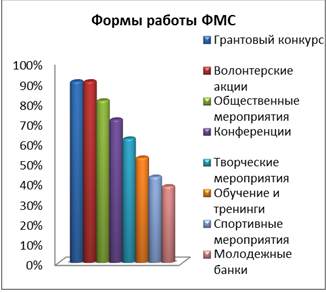 Формы работы ФМС
Грантовый конкурс
Волонтерские
акции
Общественные
мероприятия
Конференции
Творческие
мероприятия
Обучение и
тренинги
Спортивные
мероприятия
Молодежные
банки
100%
90%
80%
70%
60%
50%
40%
30%
20%
10%
0%